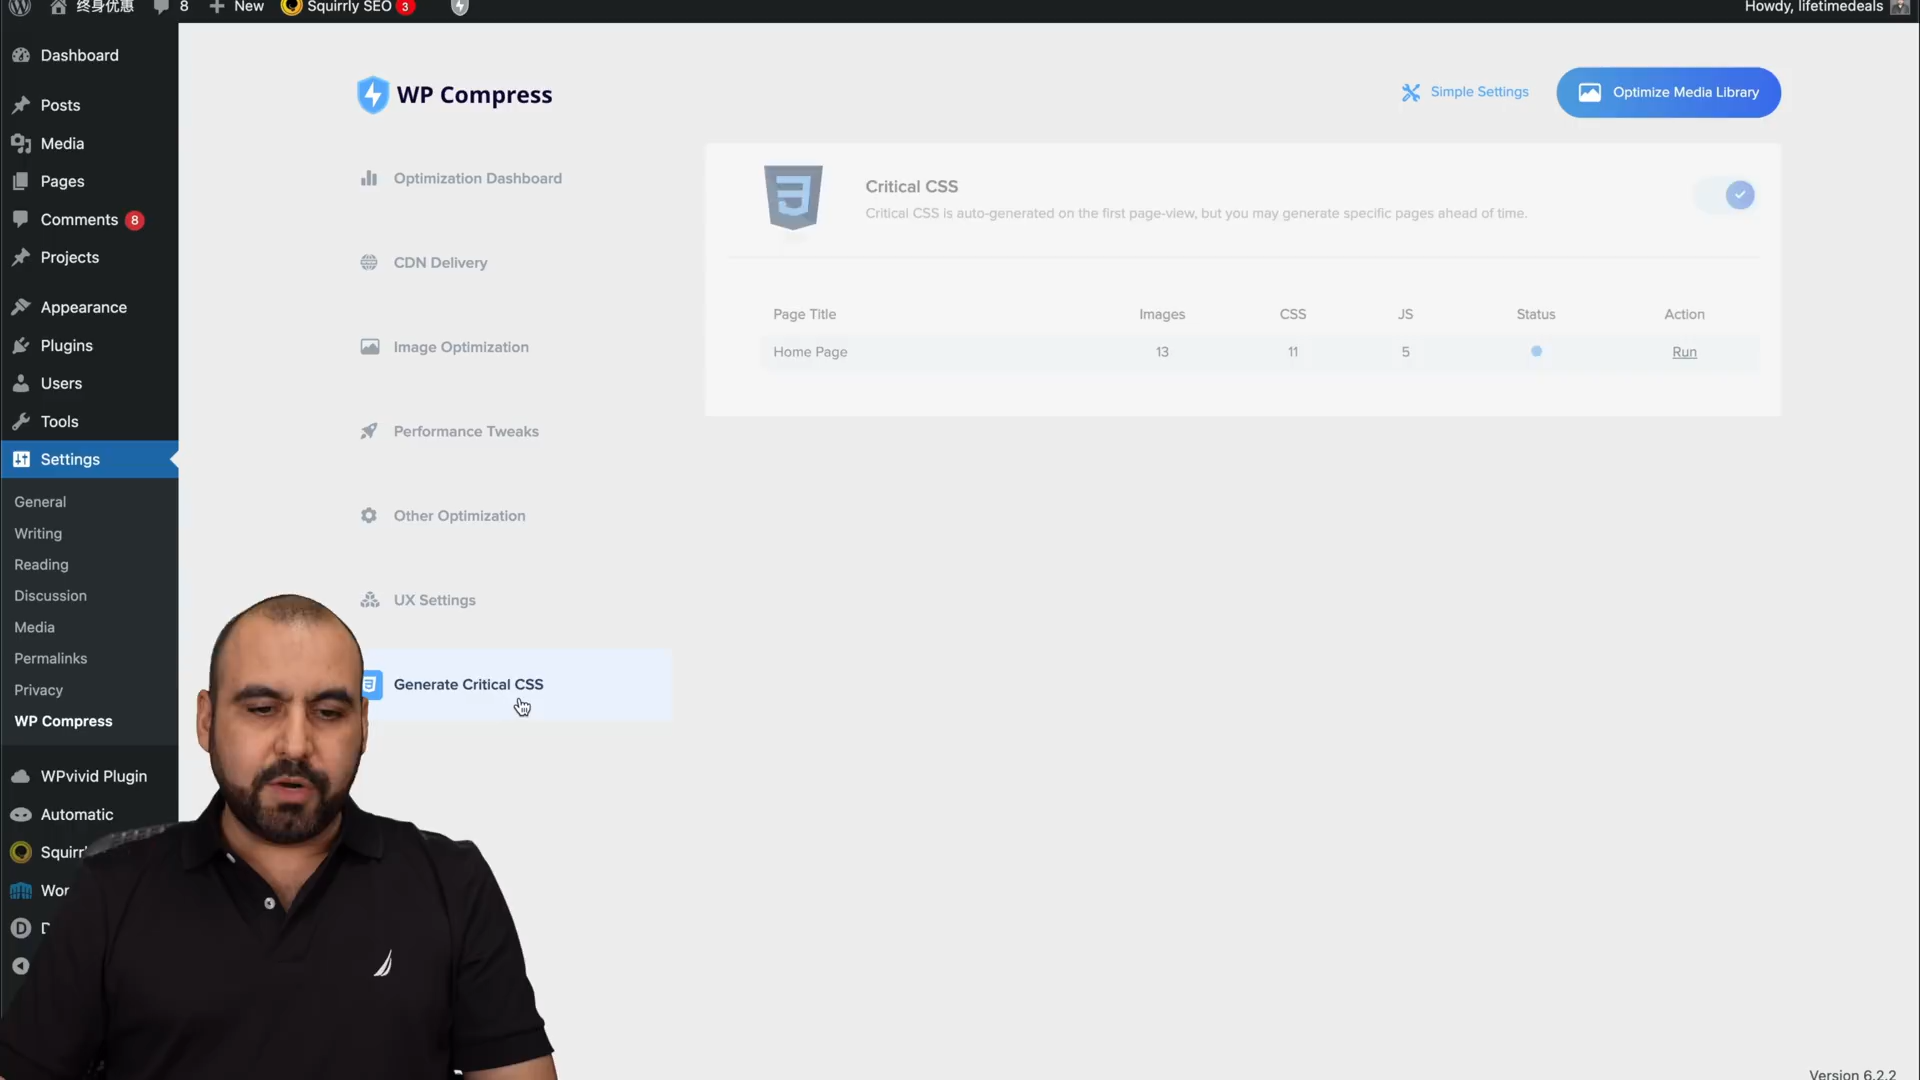 终身优惠
8
New
Squirrly SEO
3
Howdy, lifetimedeals
Dashboard
Posts
Media
Pages
Comments 8
Projects
Appearance
Plugins
Users
Tools
Settings
General
Writing
Reading
Discussion
Media
Permalinks
Privacy
WP Compress
WPvivid Plugin
Automatic
WP Compress
Simple Settings
Optimize Media Library
Optimization Dashboard
CDN Delivery
Image Optimization
Performance Tweaks
Other Optimization
UX Settings
Generate Critical CSS
Critical CSS
Critical CSS is auto-generated on the first page-view, but you may generate specific pages ahead of time.
Page Title Images CSS JS Status Action
Home Page 13 11 5 Run
Version 6.2.2